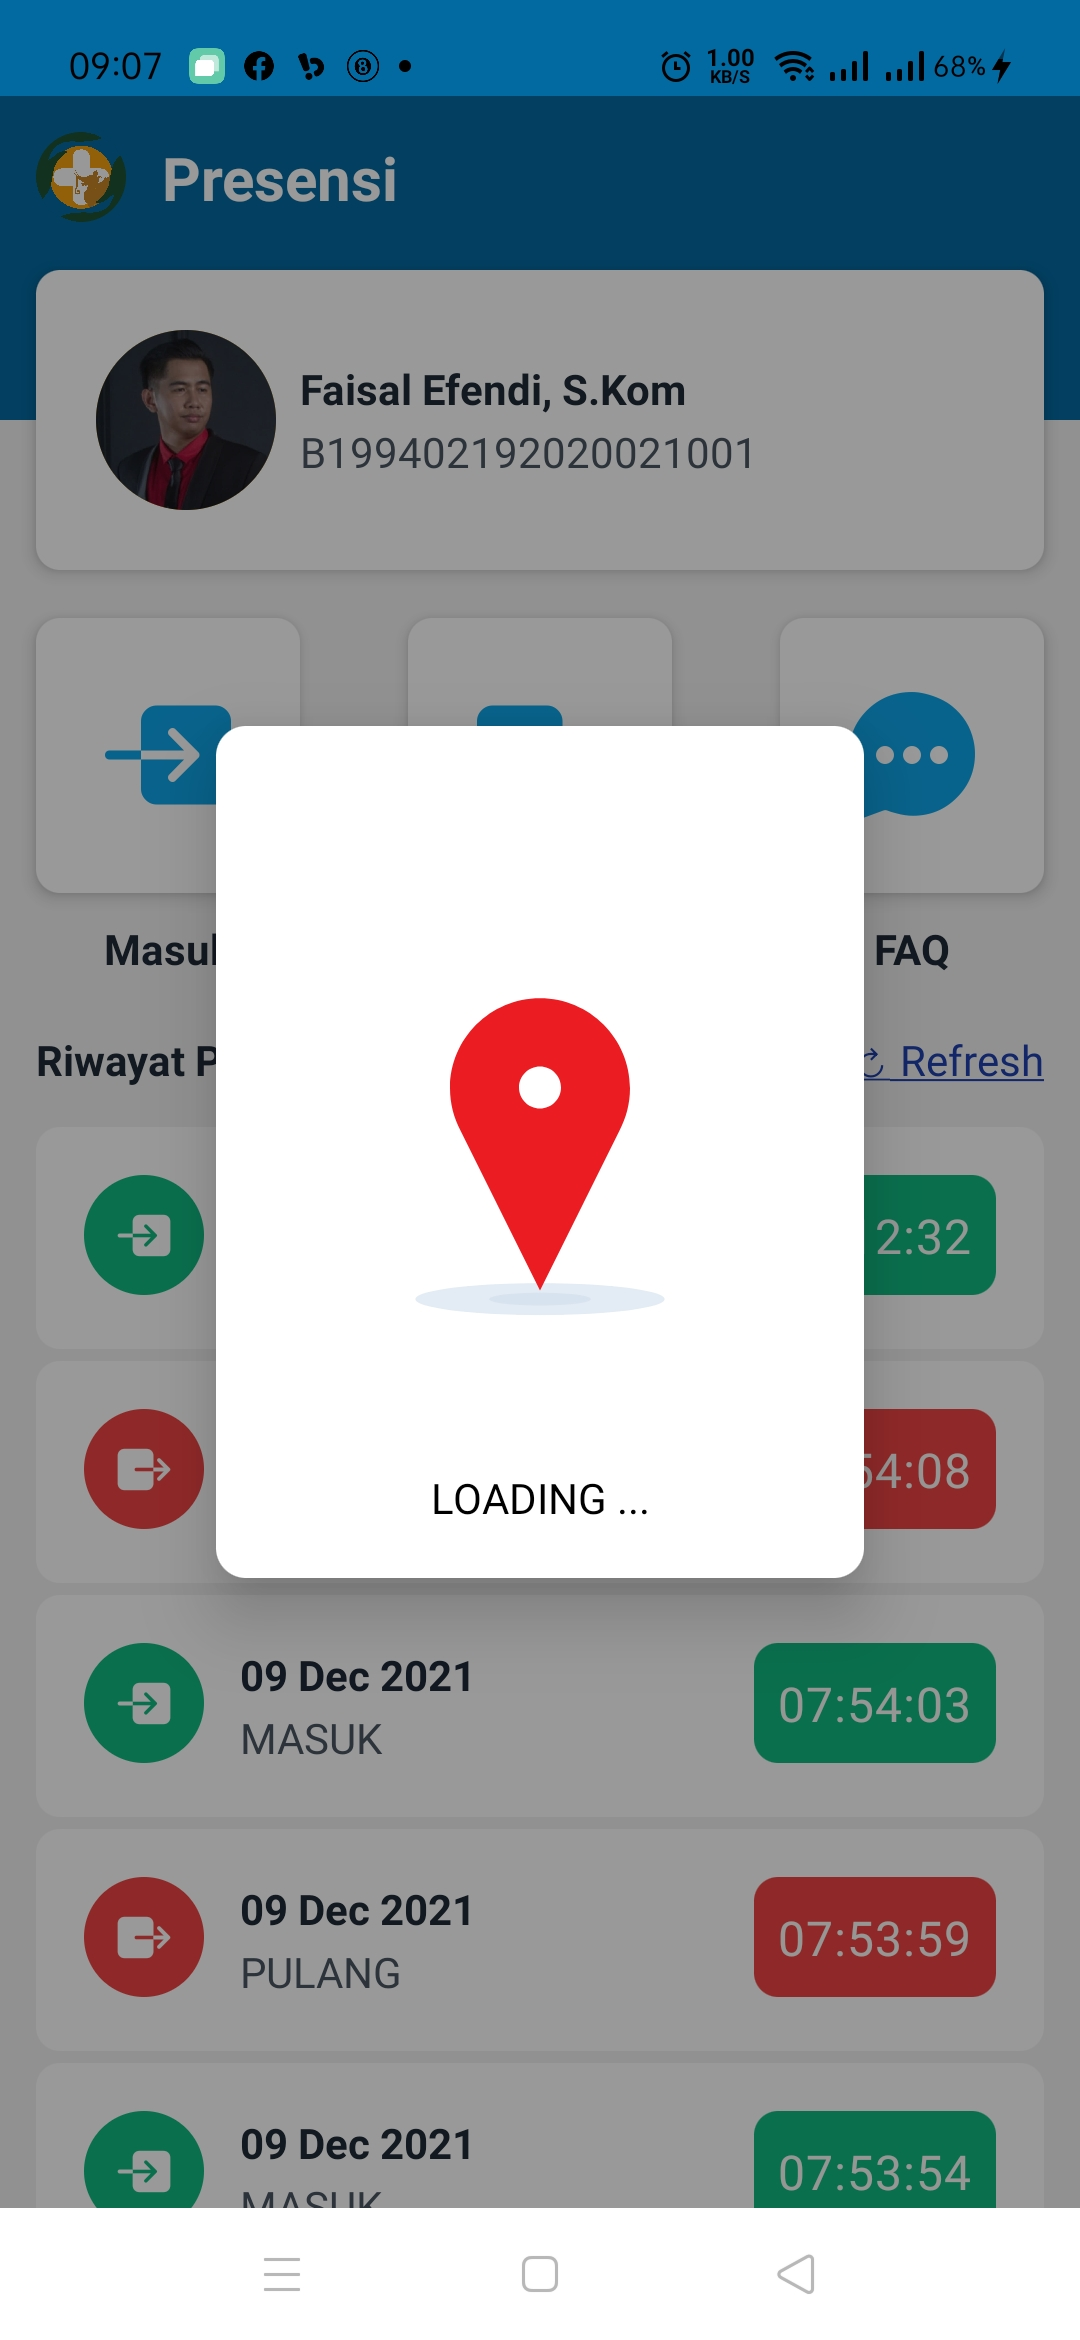 09:07
1.00
KB/S
68%
Presensi
Faisal Efendi, S.Kom
B199402192020021001
FAQ
Riwayat
Refresh
2:32
54:08
LOADING ...
09 Dec 2021
MASUK
07:54:03
09 Dec 2021
PULANG
07:53:59
09 Dec 2021
MASUK
07:53:54